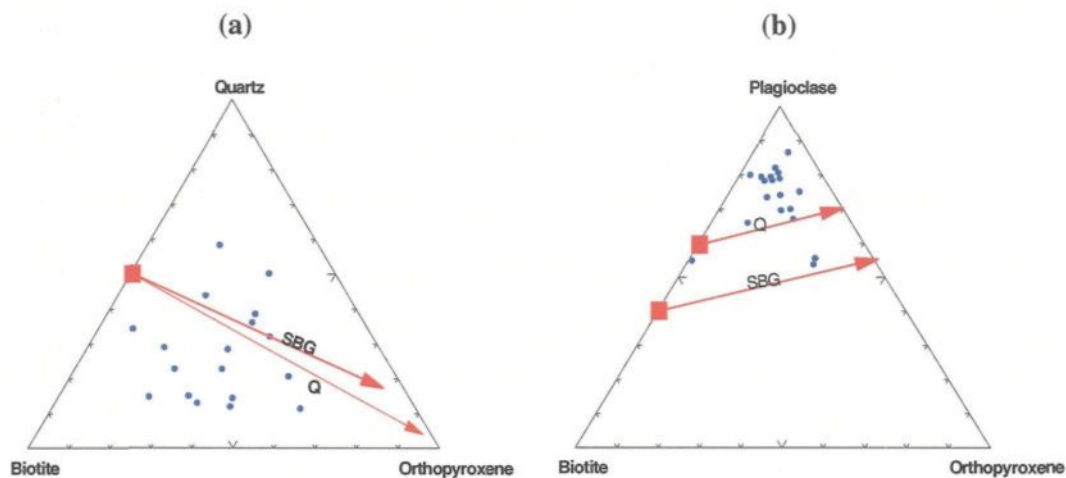 (a)
Quartz
SBG
Q
Biotite
Orthopyroxene
(b)
Plagioclase
Q
SBG
Biotite
Orthopyroxene